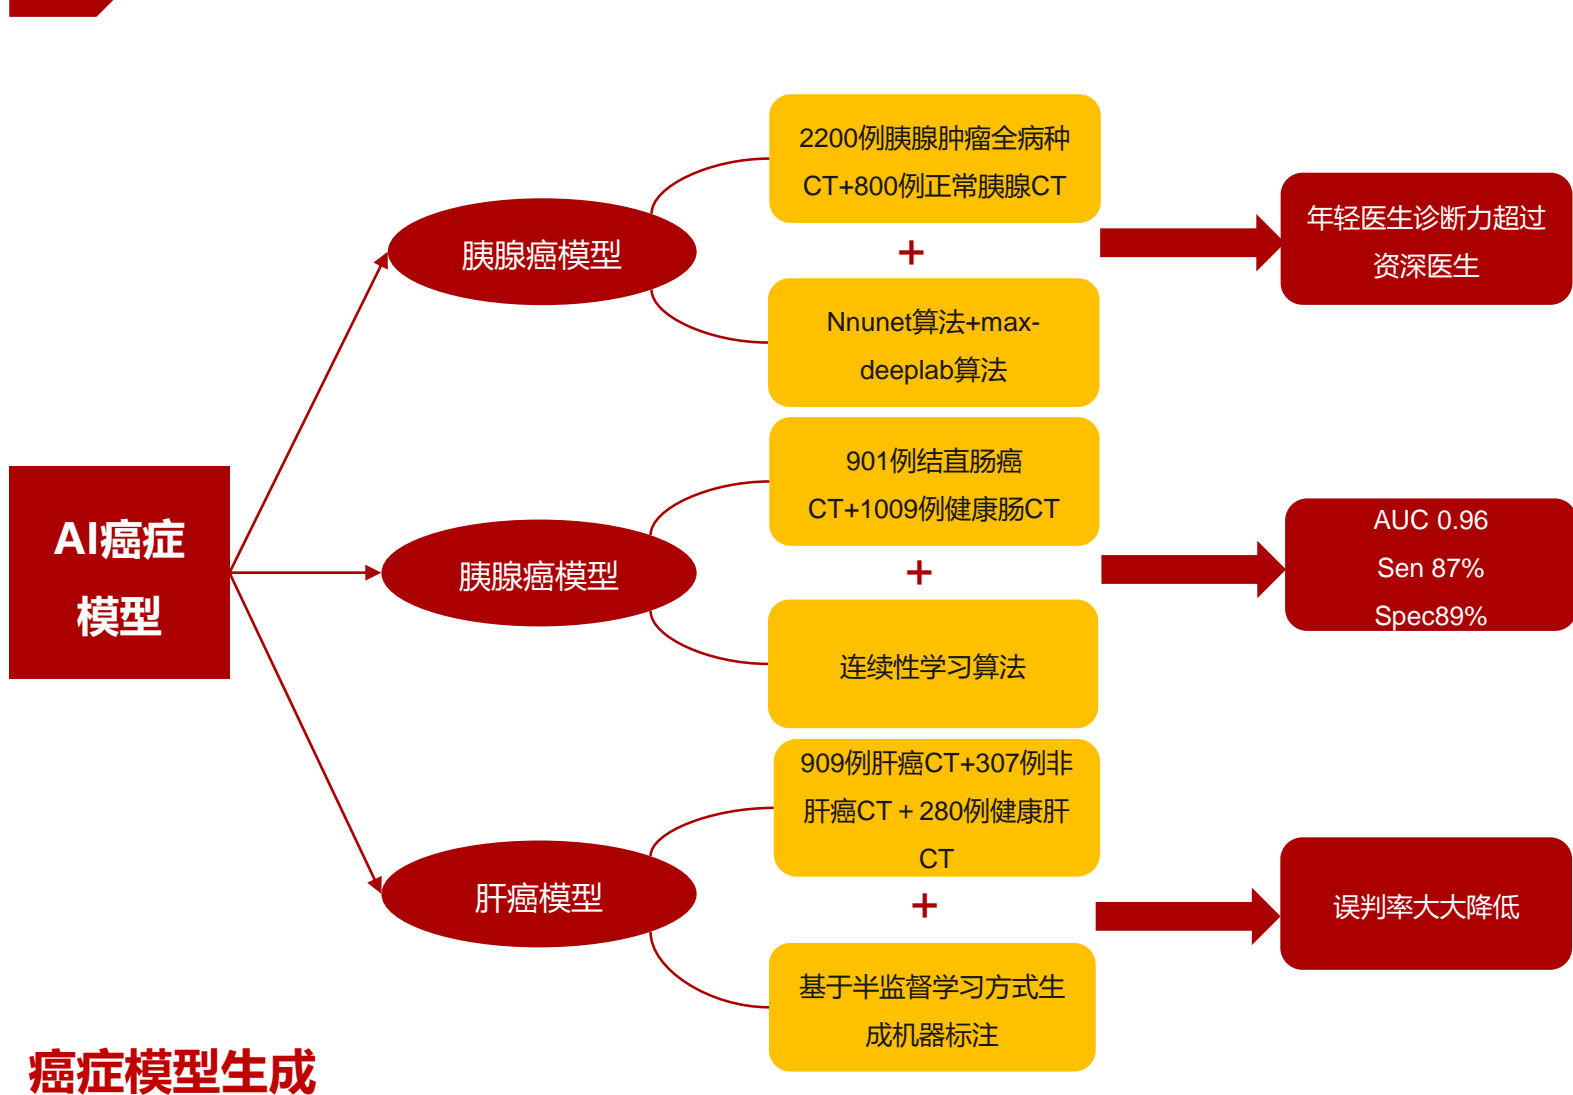 AI癌症
模型
胰腺癌模型
2200例胰腺肿瘤全病种
CT+800例正常胰腺CT
+
Nnunet算法+max-
deeplab算法
年轻医生诊断力超过
资深医生
胰腺癌模型
901例结直肠癌
CT+1009例健康肠CT
+
连续性学习算法
AUC 0.96
Sen 87%
Spec89%
肝癌模型
909例肝癌CT+307例非
肝癌CT + 280例健康肝
CT
+
基于半监督学习方式生
成机器标注
误判率大大降低
癌症模型生成